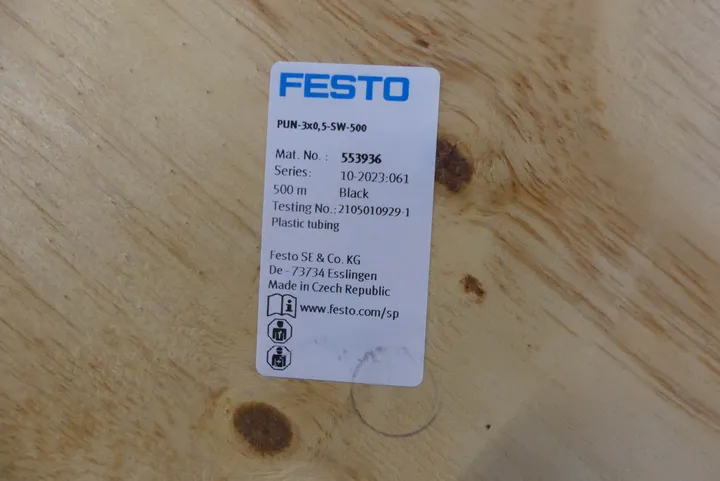 FESTO
PUN-3x0,5-SW-500
Mat. No. : 553936
Series: 10-2023:061
500 m Black
Testing No.: 2105010929-1
Plastic tubing
Festo SE & Co. KG
De - 73734 Esslingen
Made in Czech Republic
www.festo.com/sp